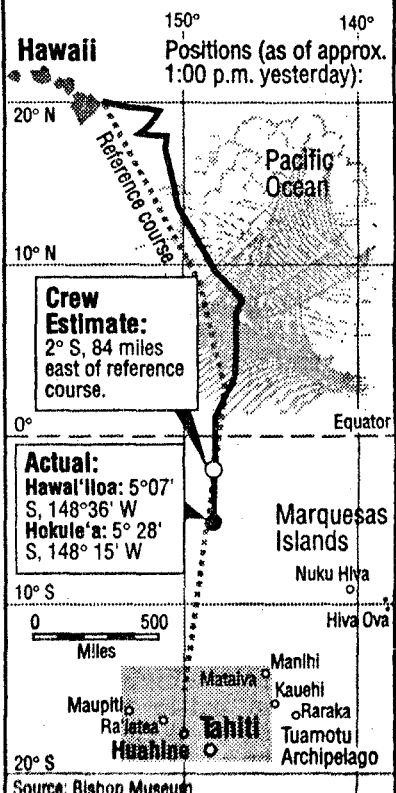 150°
140°
Hawaii
Positions (as of approx.
1:00 p.m. yesterday):
20° N
Reference course
Pacific
Ocean
10° N
Crew
Estimate:
2° S, 84 miles
east of reference
course.
0°
Equator
Actual:
Hawai'iloa: 5°07'
S, 148°36' W
Hokule'a: 5° 28'
S, 148° 15' W
Marquesas
Islands
Nuku Hiva
10° S
Hiva Ova
0 500
Miles
Manihi
Mataiva
Kauehi
Maupiti
Raraka
Ra'iatea
Tahiti
Huahine
Tuamotu
Archipelago
20° S
Source: Bishop Museum